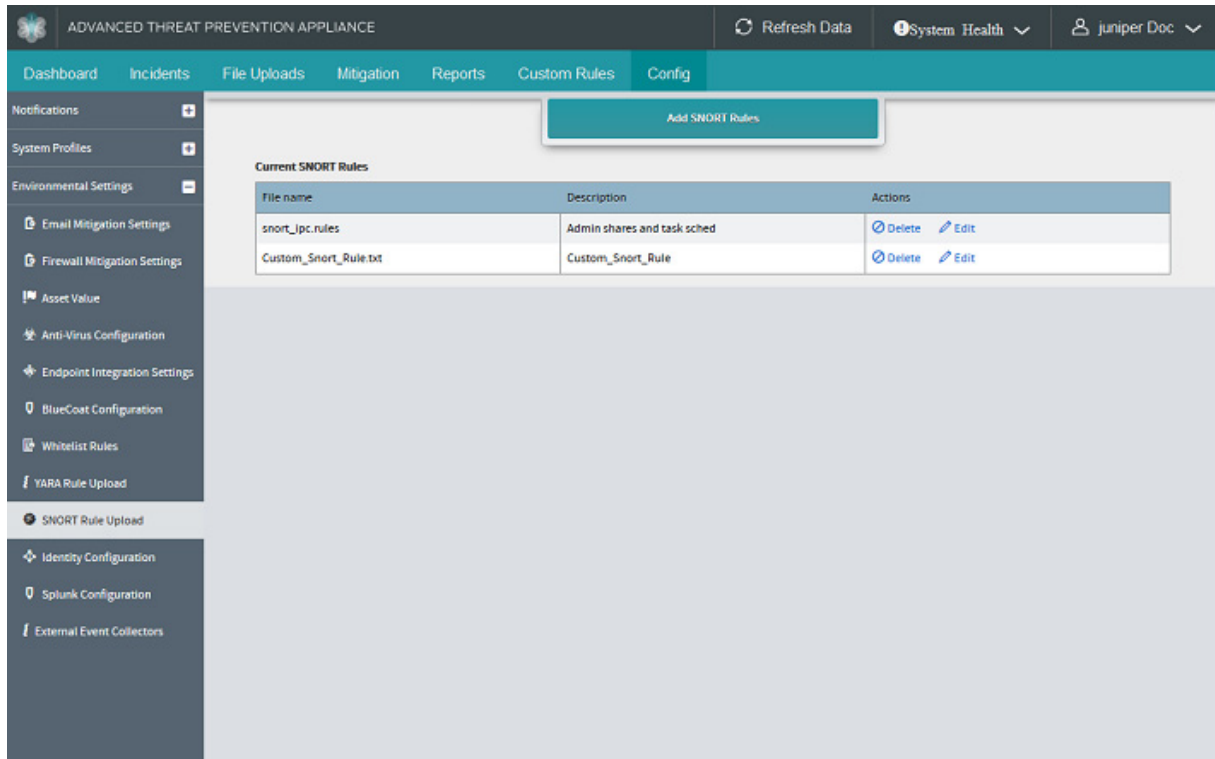 ADVANCED THREAT PREVENTION APPLIANCE Refresh Data System Health juniper Doc
Dashboard Incidents File Uploads Mitigation Reports Custom Rules Config
Notifications
System Profiles
Environmental Settings
Email Mitigation Settings
Firewall Mitigation Settings
Asset Value
Anti-Virus Configuration
Endpoint Integration Settings
BlueCoat Configuration
Whitelist Rules
YARA Rule Upload
SNORT Rule Upload
Identity Configuration
Splunk Configuration
External Event Collectors
Add SNORT Rules
Current SNORT Rules
File name Description Actions
snort_ipc.rules Admin shares and task sched Delete Edit
Custom_Snort_Rule.txt Custom_Snort_Rule Delete Edit